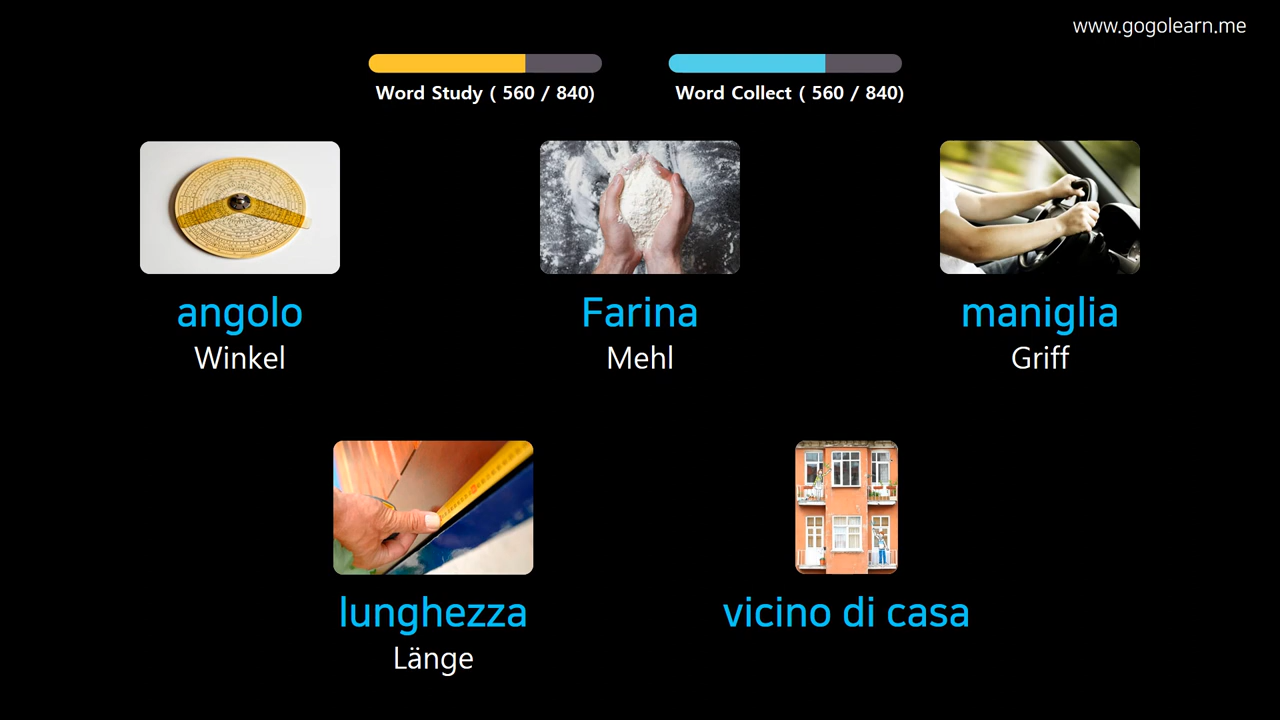 www.gogolearn.me
Word Study ( 560 / 840)
Word Collect ( 560 / 840)
angolo
Winkel
Farina
Mehl
maniglia
Griff
lunghezza
Länge
vicino di casa